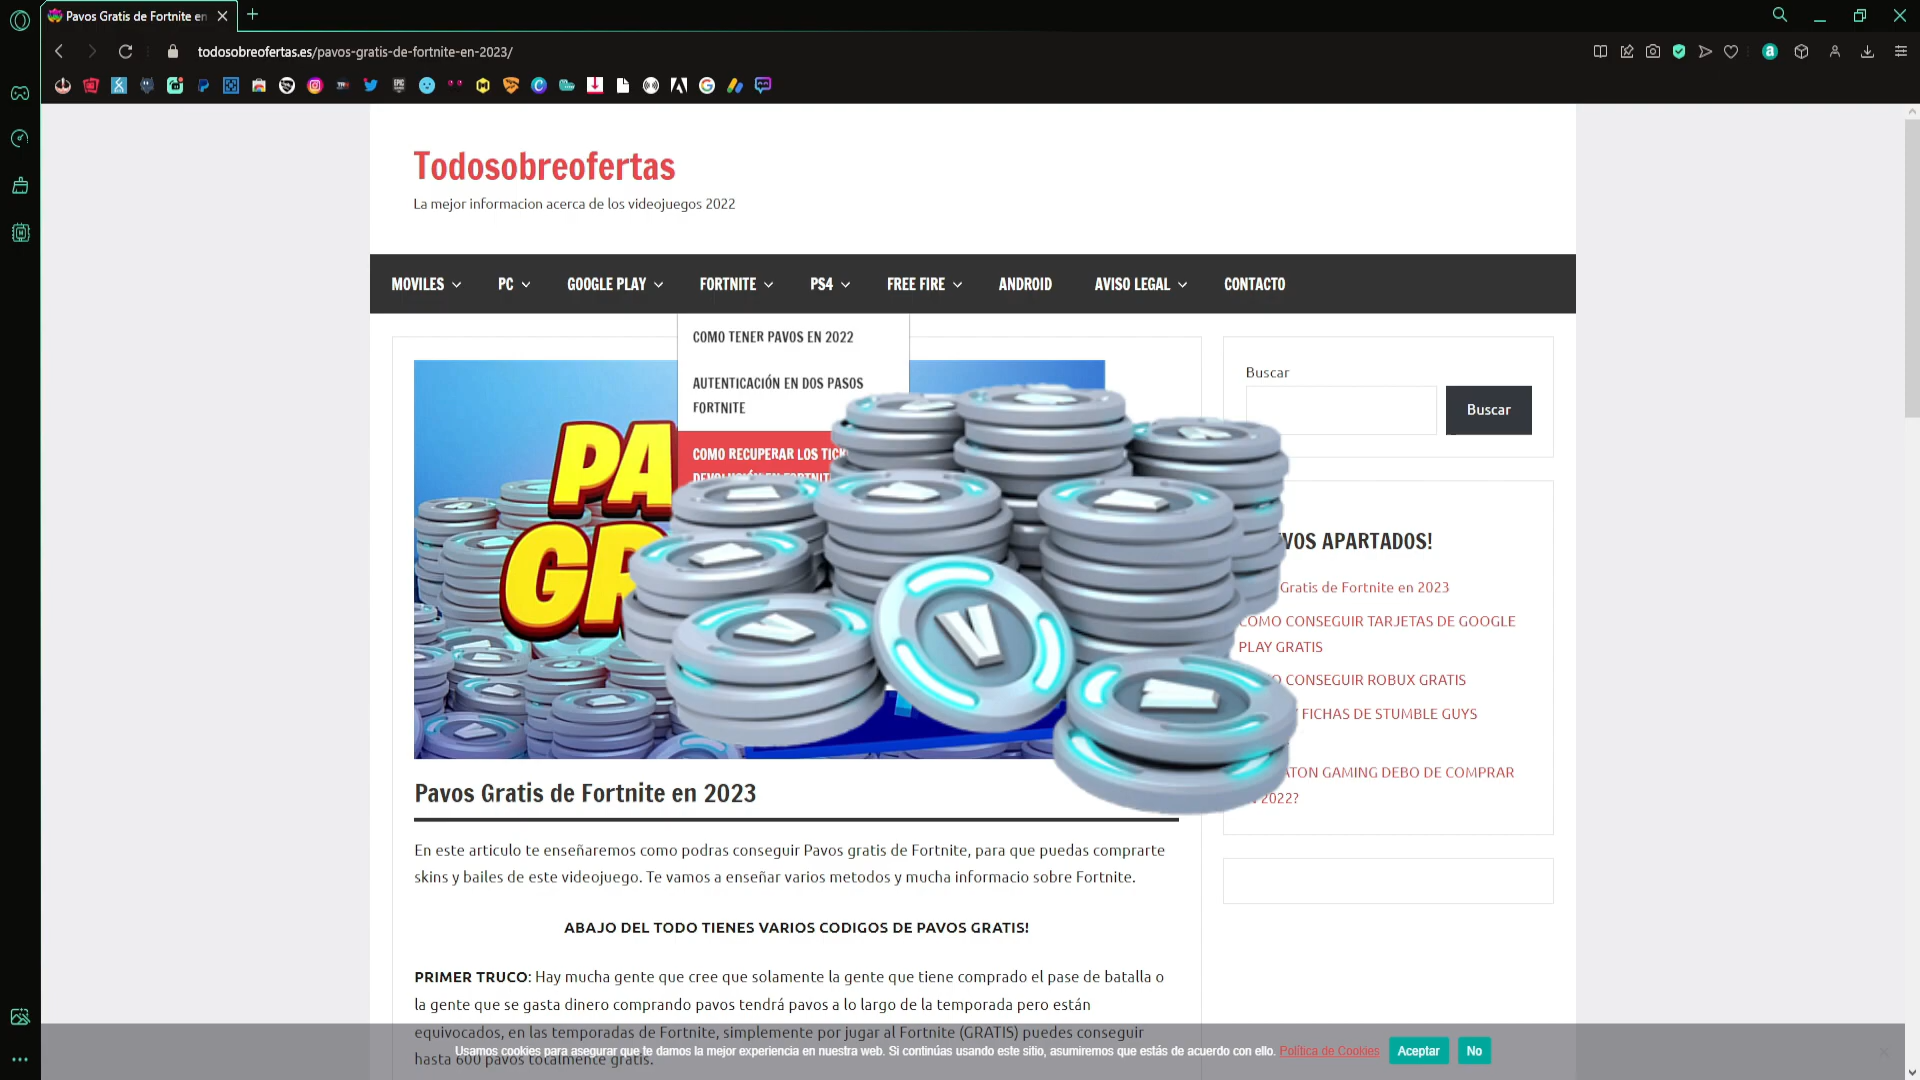 Pavos Gratis de Fortnite en
todosobreofertas.es/pavos-gratis-de-fortnite-en-2023/
Todosobreofertas
La mejor informacion acerca de los videojuegos 2022
MOVILES PC GOOGLE PLAY FORTNITE PS4 FREE FIRE ANDROID AVISO LEGAL CONTACTO
COMO TENER PAVOS EN 2022
AUTENTICACIÓN EN DOS PASOS
FORTNITE
COMO RECUPERAR LOS
Buscar
Buscar
APARTADOS!
Gratis de Fortnite en 2023
COMO CONSEGUIR TARJETAS DE GOOGLE
PLAY GRATIS
CONSEGUIR ROBUX GRATIS
FICHAS DE STUMBLE GUYS
GAMING DEBO DE COMPRAR
2022?
Pavos Gratis de Fortnite en 2023
En este articulo te enseñaremos como podras conseguir Pavos gratis de Fortnite, para que puedas comprarte
skins y bailes de este videojuego. Te vamos a enseñar varios metodos y mucha informacio sobre Fortnite.
ABAJO DEL TODO TIENES VARIOS CODIGOS DE PAVOS GRATIS!
PRIMER TRUCO: Hay mucha gente que cree que solamente la gente que tiene comprado el pase de batalla o
la gente que se gasta dinero comprando pavos tendrá pavos a lo largo de la temporada pero están
equivocados, en las temporadas de Fortnite, simplemente por jugar al Fortnite (GRATIS) puedes conseguir
hasta 600 pavos tocalmente gratis.
Usamos cookies para asegurar que te damos la mejor experiencia en nuestra web. Si continúas usando este sitio, asumiremos que estás de acuerdo con ello. Política de Cookies Aceptar No